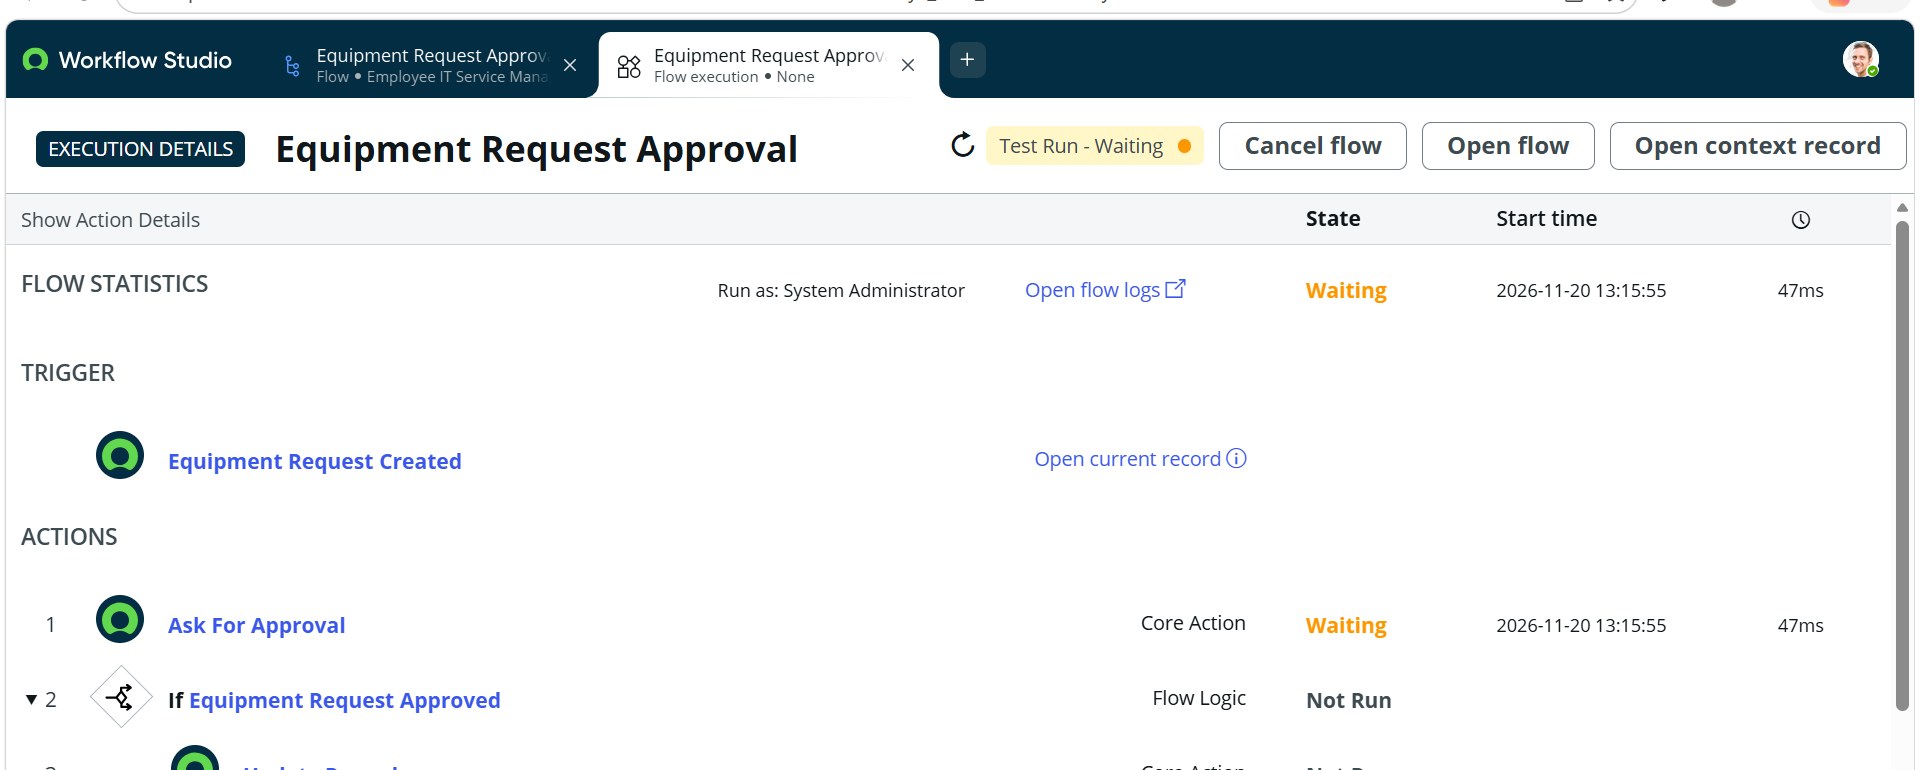 Workflow Studio
Equipment Request Approv
Flow • Employee IT Service Mana
Equipment Request Approv
Flow execution • None
EXECUTION DETAILS
Equipment Request Approval
Test Run - Waiting
Cancel flow
Open flow
Open context record
Show Action Details
State
Start time
FLOW STATISTICS
Run as: System Administrator
Open flow logs
Waiting
2026-11-20 13:15:55
47ms
TRIGGER
Equipment Request Created
Open current record
ACTIONS
1
Ask For Approval
Core Action
Waiting
2026-11-20 13:15:55
47ms
2
If Equipment Request Approved
Flow Logic
Not Run